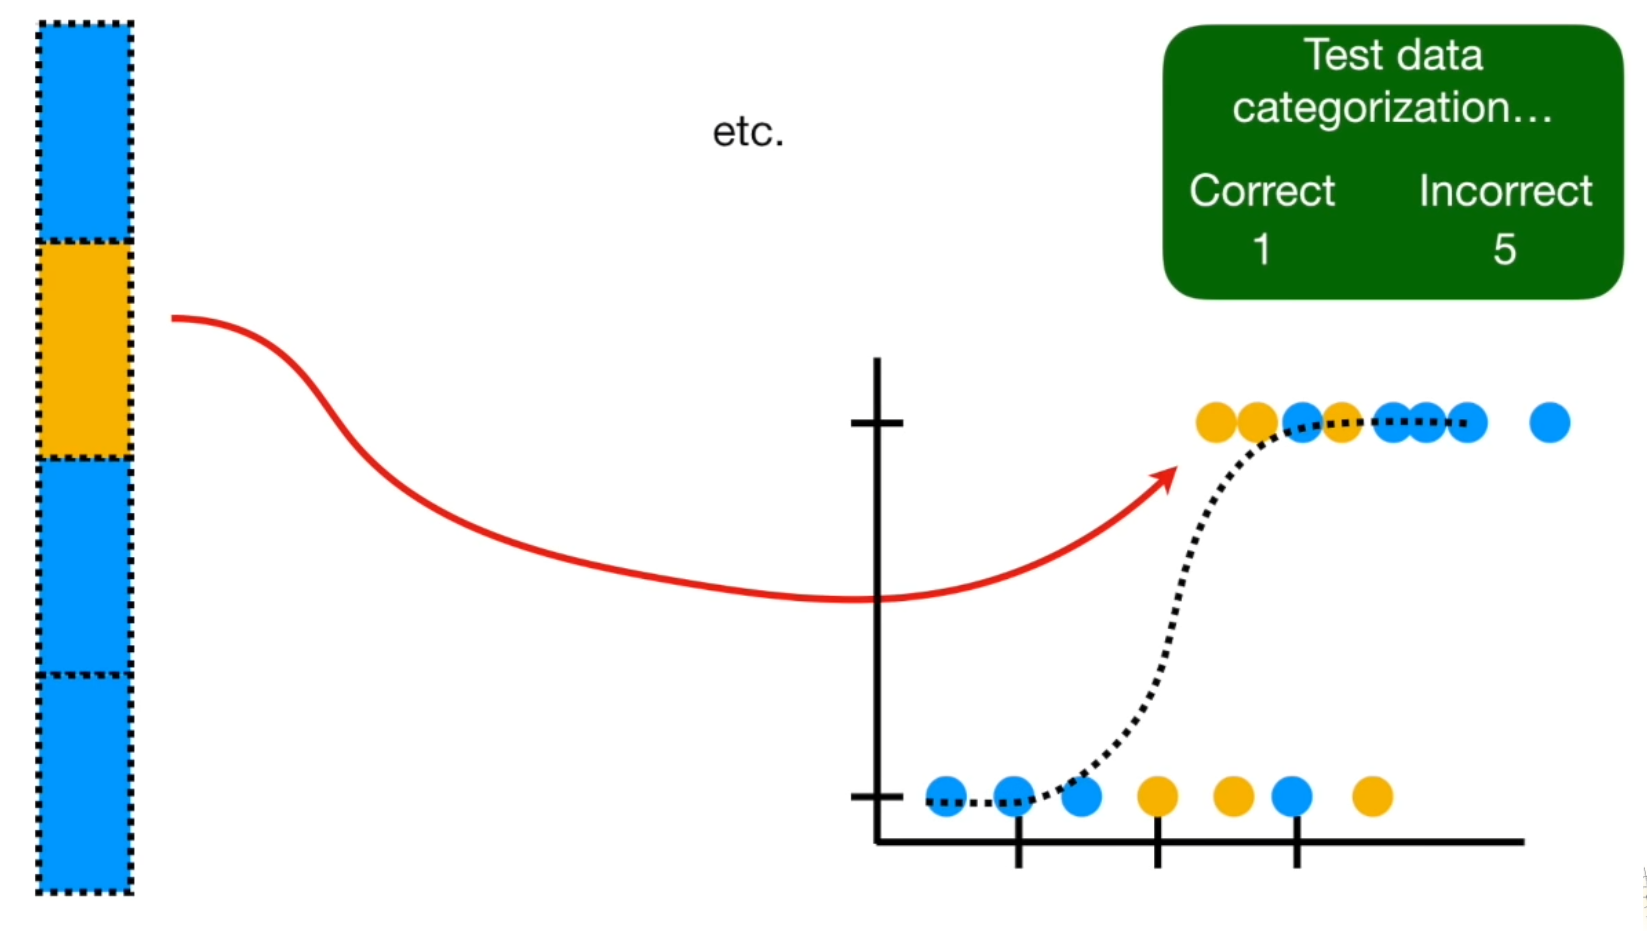 etc.
Test data
categorization...
Correct Incorrect
1 5